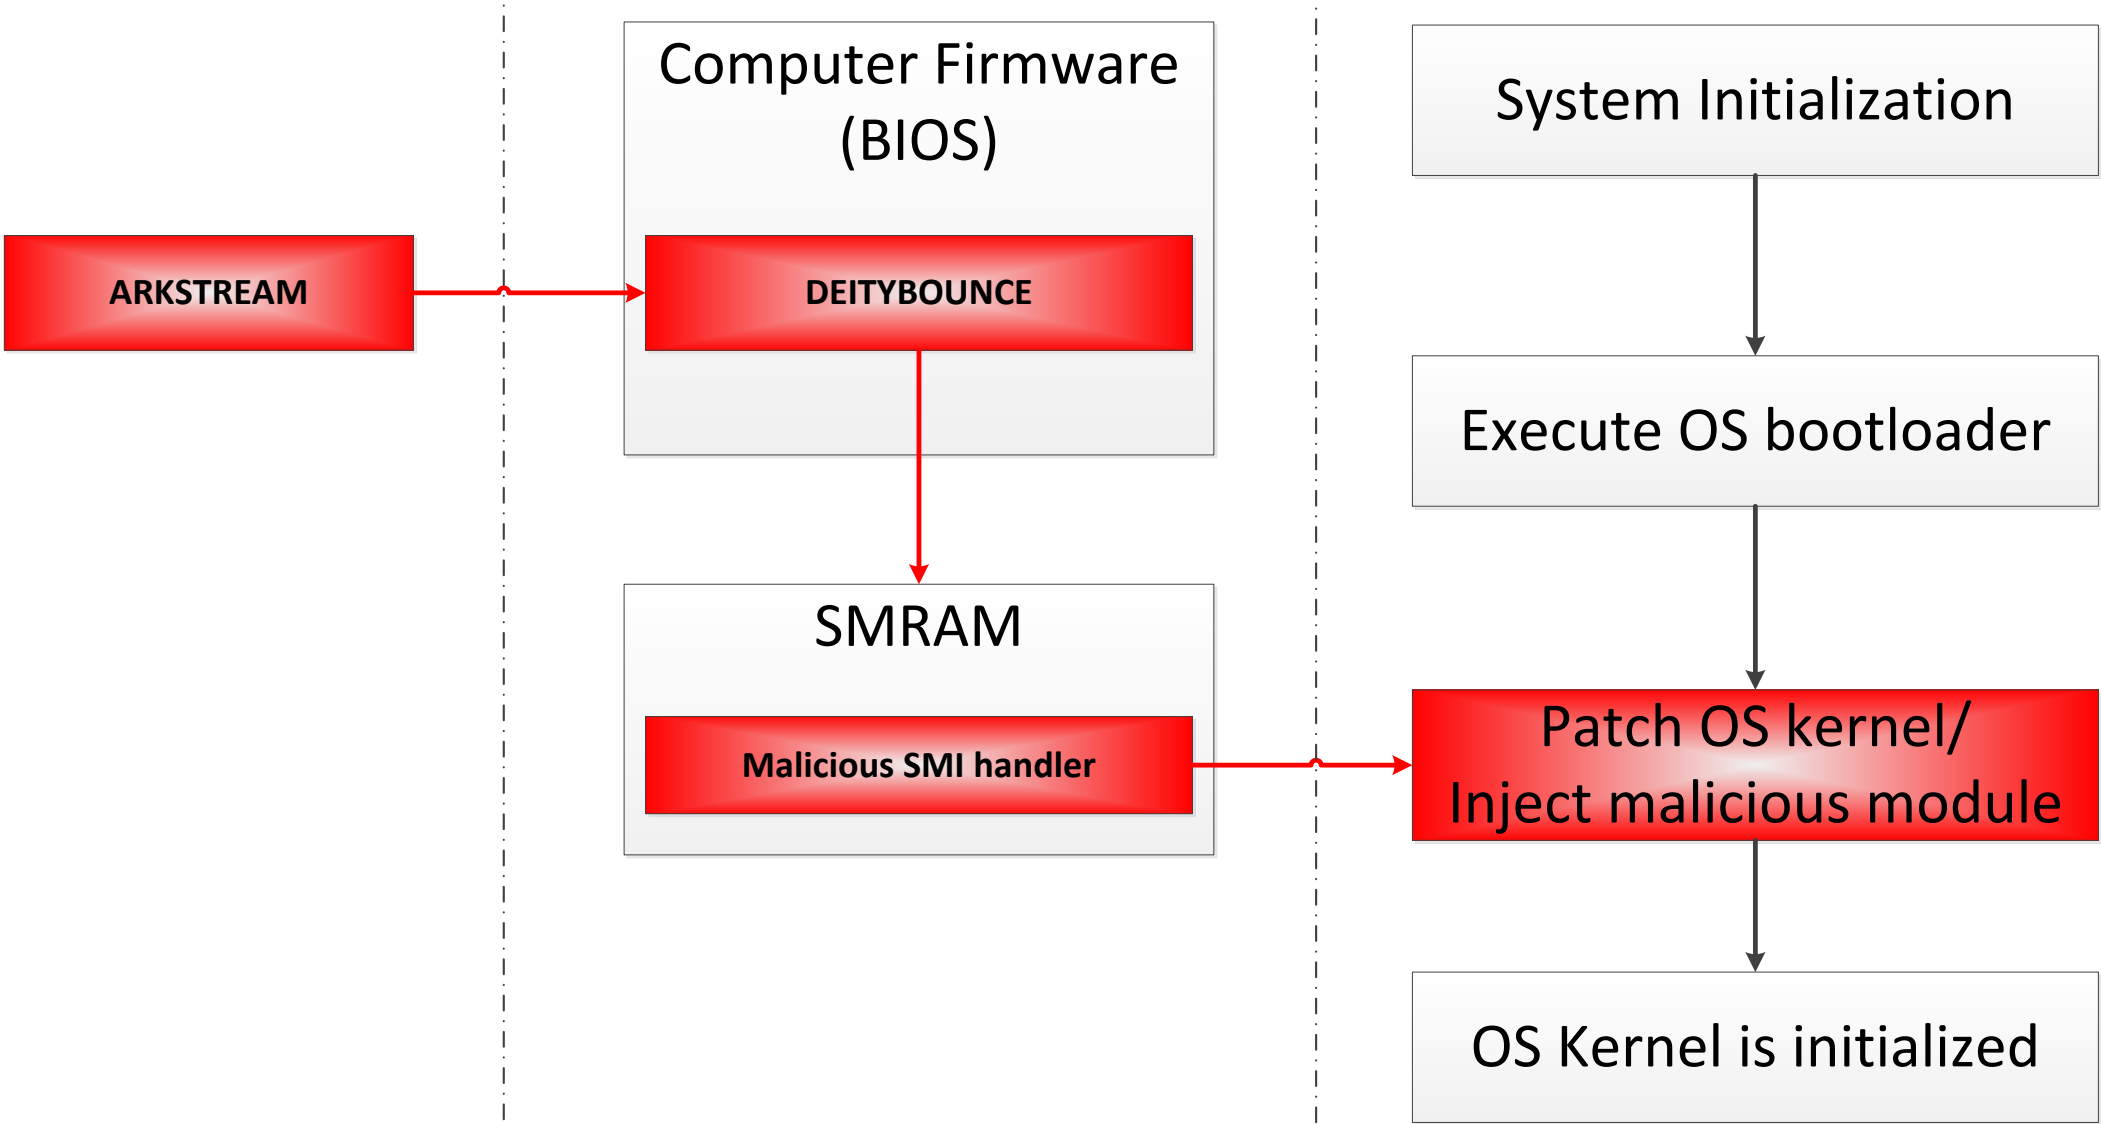 ARKSTREAM
Computer Firmware
(BIOS)
DEITYBOUNCE
SMRAM
Malicious SMI handler
System Initialization
Execute OS bootloader
Patch OS kernel/
Inject malicious module
OS Kernel is initialized